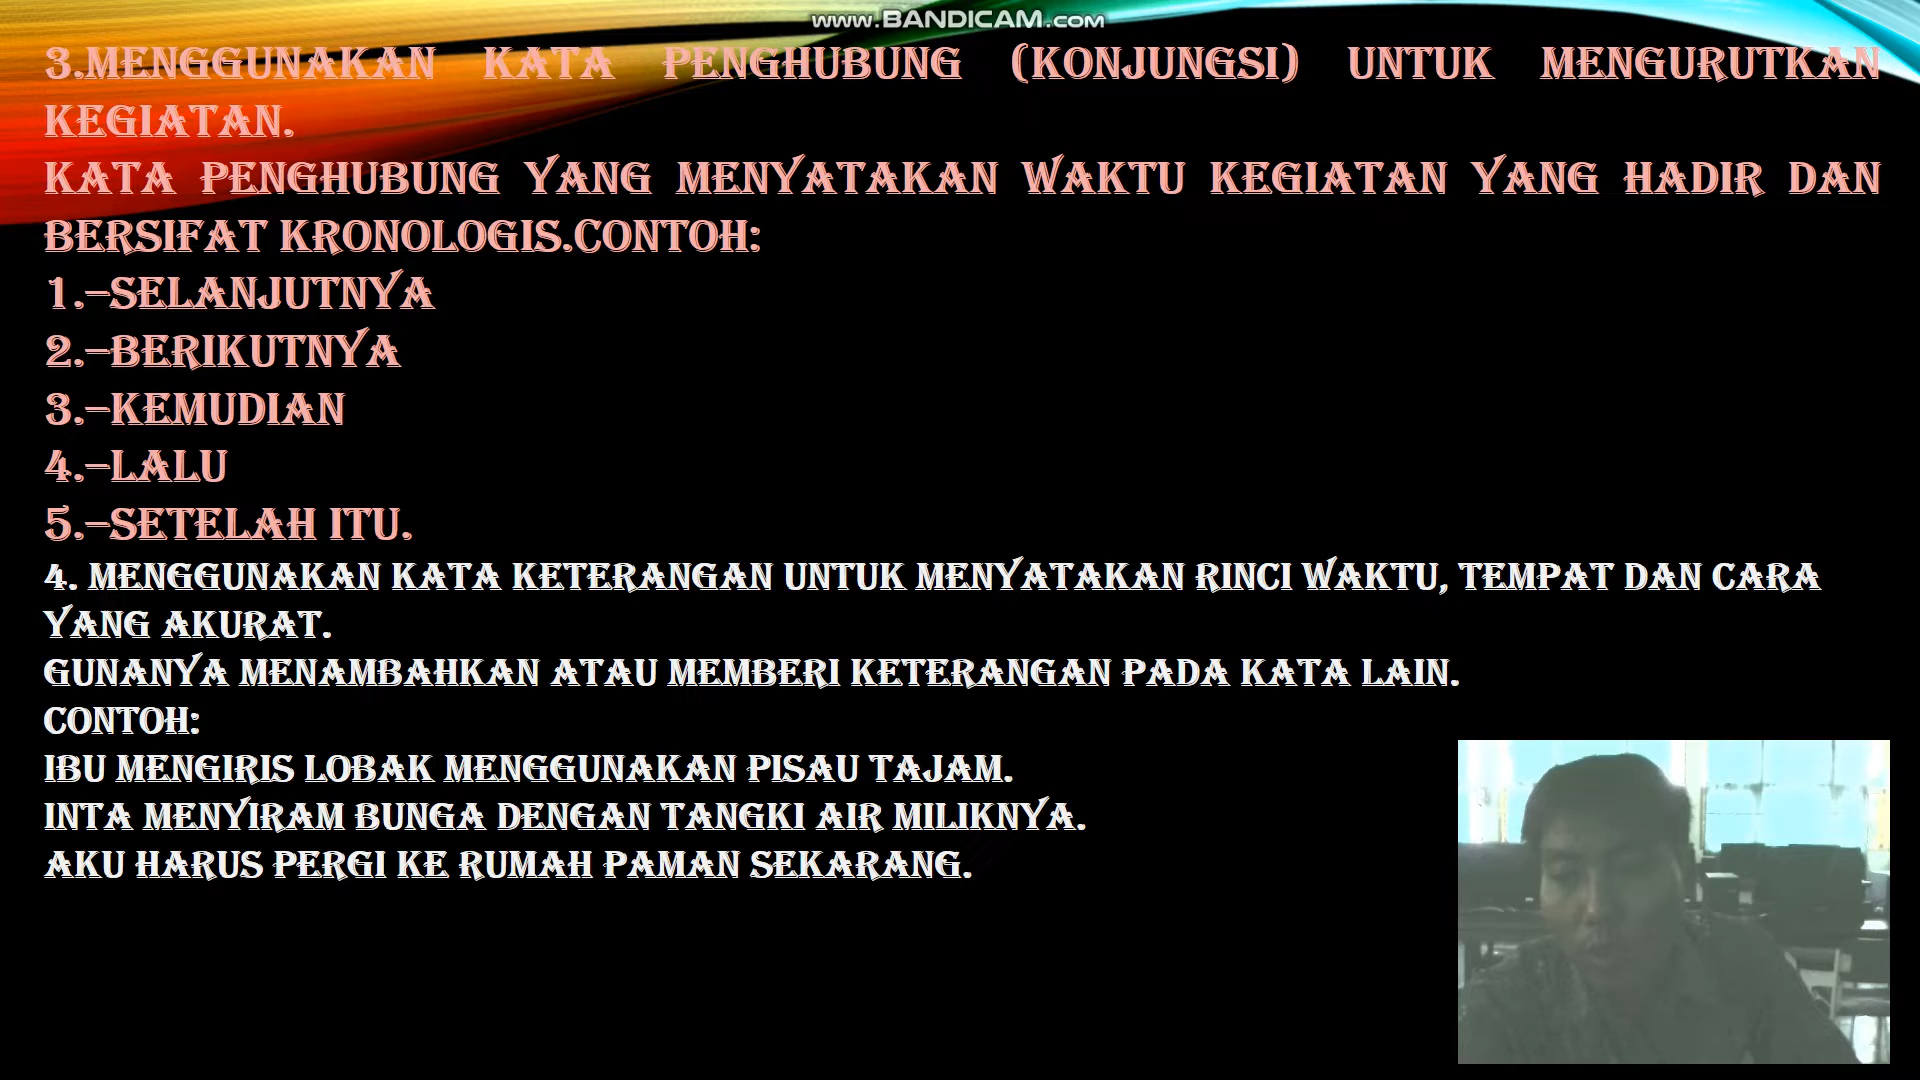 www.BANDICAM.com
3.MENGGUNAKAN KATA PENGHUBUNG (KONJUNGSI) UNTUK MENGURUTKAN
KEGIATAN.
KATA PENGHUBUNG YANG MENYATAKAN WAKTU KEGIATAN YANG HADIR DAN
BERSIFAT KRONOLOGIS.CONTOH:
1.–SELANJUTNYA
2.–BERIKUTNYA
3.–KEMUDIAN
4.–LALU
5.–SETELAH ITU.
4. MENGGUNAKAN KATA KETERANGAN UNTUK MENYATAKAN RINCI WAKTU, TEMPAT DAN CARA
YANG AKURAT.
GUNANYA MENAMBAHKAN ATAU MEMBERI KETERANGAN PADA KATA LAIN.
CONTOH:
IBU MENGIRIS LOBAK MENGGUNAKAN PISAU TAJAM.
INTA MENYIRAM BUNGA DENGAN TANGKI AIR MILIKNYA.
AKU HARUS PERGI KE RUMAH PAMAN SEKARANG.